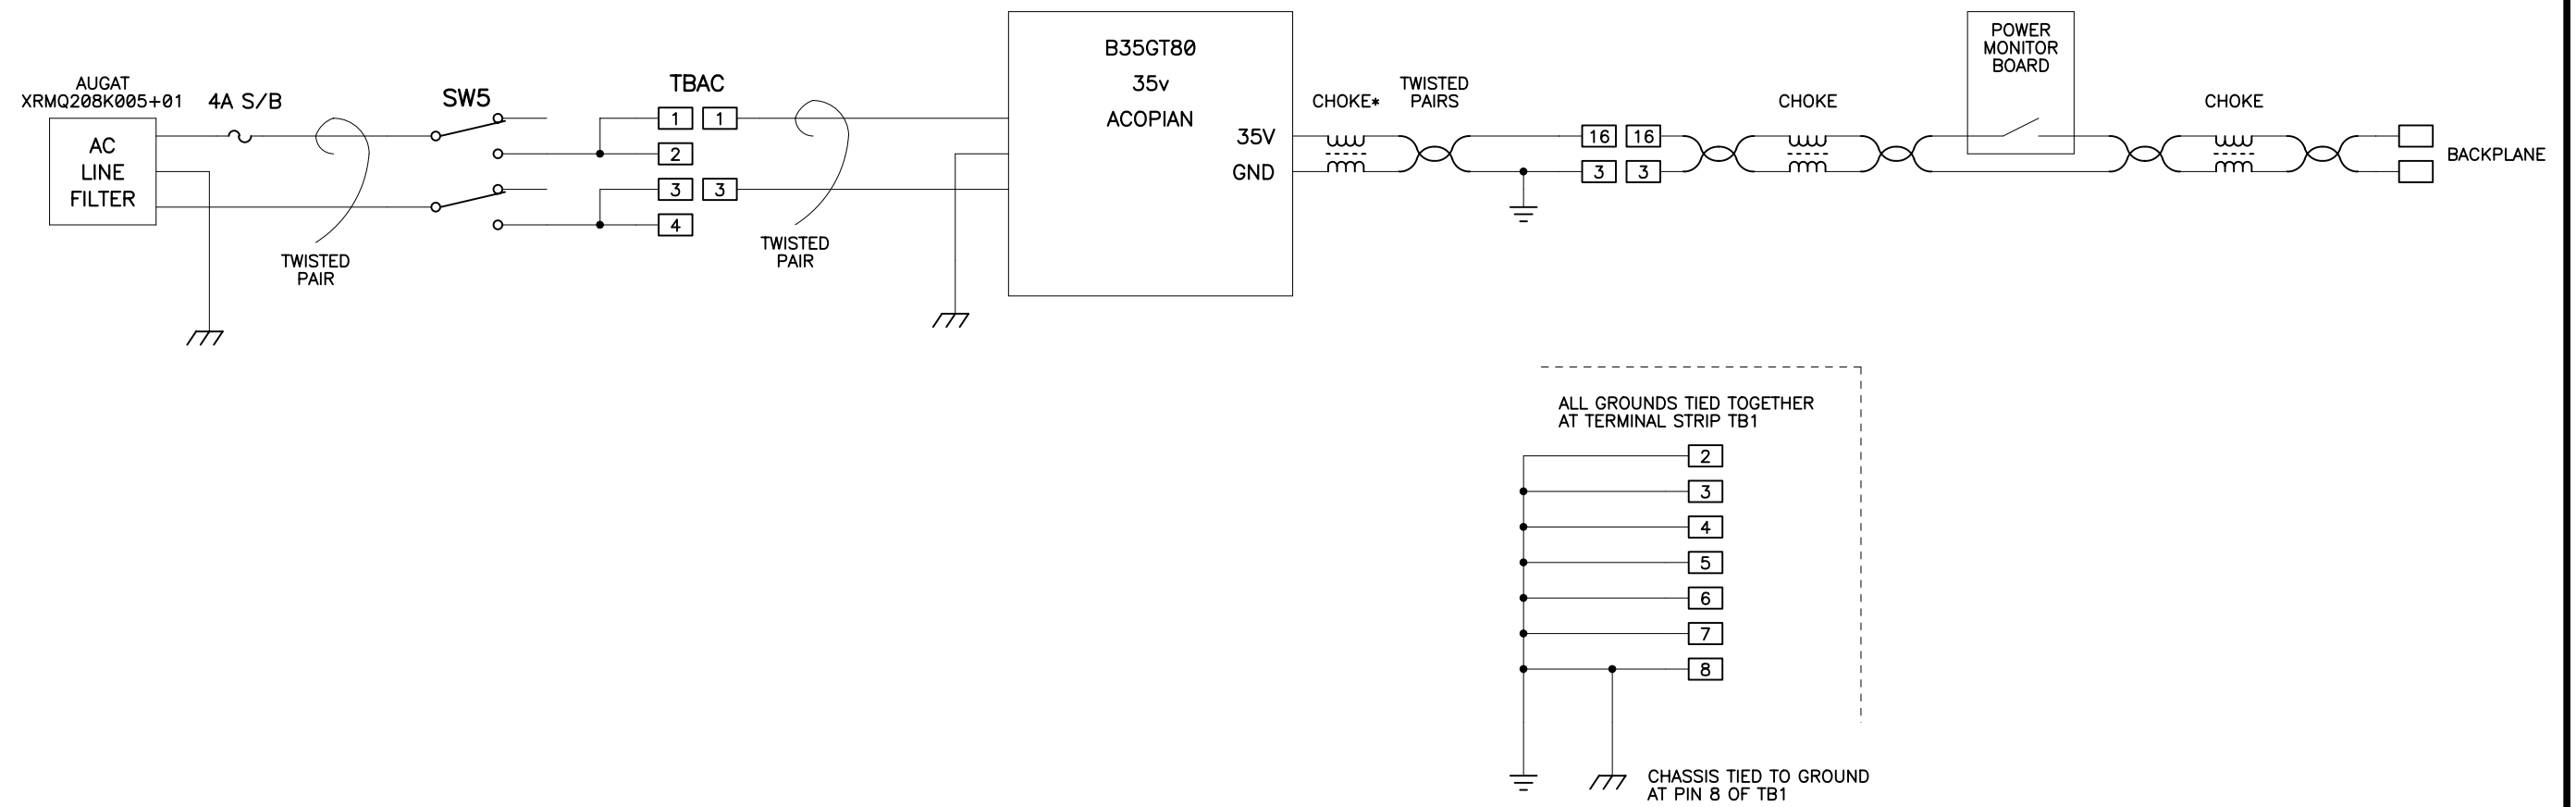 AUGAT
XRMQ208K005+01
4A S/B
AC
LINE
FILTER
TWISTED
PAIR
SW5
TBAC
1 1
2
3 3
4
TWISTED
PAIR
B35GT80
35v
ACOPIAN
35V
GND
CHOKE*
TWISTED
PAIRS
16 16
3 3
CHOKE
POWER
MONITOR
BOARD
CHOKE
BACKPLANE
ALL GROUNDS TIED TOGETHER
AT TERMINAL STRIP TB1
2
3
4
5
6
7
8
CHASSIS TIED TO GROUND
AT PIN 8 OF TB1